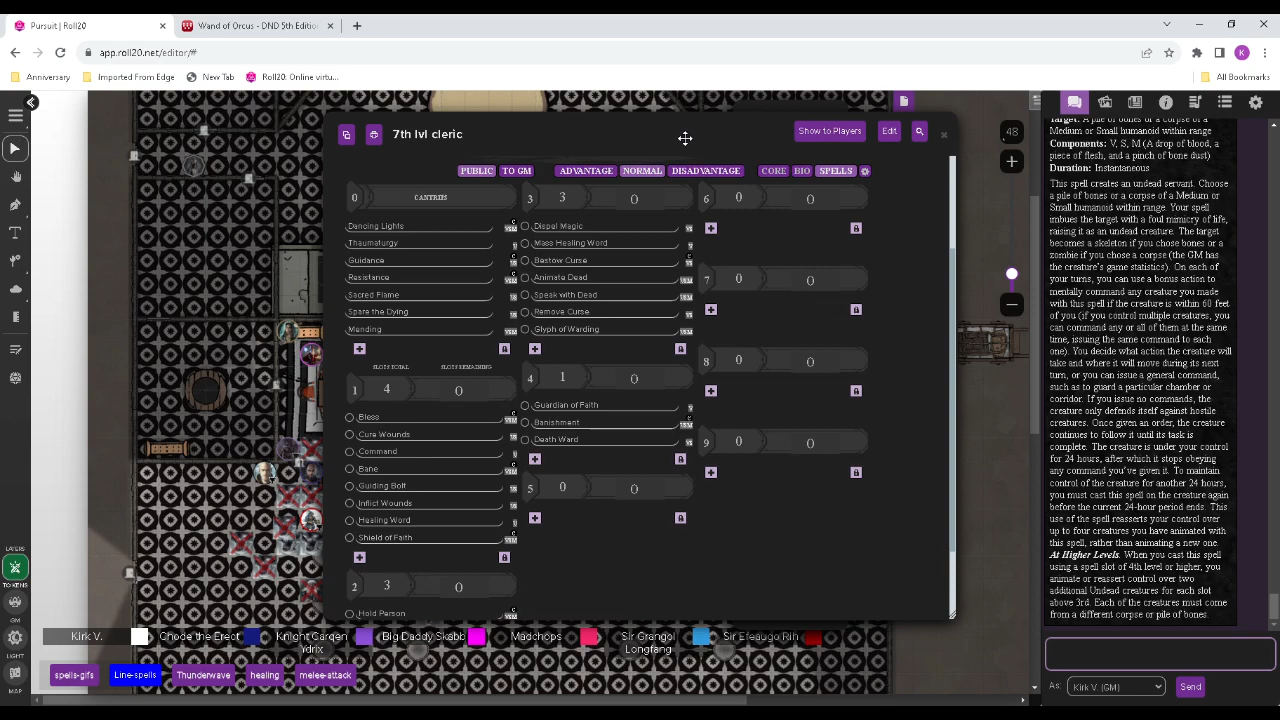 Pursuit | Roll20
Wand of Orcus - DND 5th Edition
app.roll20.net/editor/#
K
Anniversary
Imported From Edge
New Tab
Roll20: Online virtu...
All Bookmarks
7th lvl cleric
Show to Players
Edit
48
PUBLIC TO GM ADVANTAGE NORMAL DISADVANTAGE CORE BIO SPELLS
0 CANTRIPS
Dancing Lights
Thaumaturgy
Guidance
Resistance
Sacred Flame
Spare the Dying
Mending
SLOTS TOTAL SLOTS REMAINING
1 4 0
Bless
Cure Wounds
Command
Bane
Guiding Bolt
Inflict Wounds
Healing Word
Shield of Faith
2 3 0
Hold Person
3 3 0
Dispal Magic
Mass Healing Word
Bestow Curse
Animate Dead
Speak with Dead
Remove Curse
Glyph of Warding
4 1 0
Guardian of Faith
Banishment
Death Ward
5 0 0
6 0 0
7 0 0
8 0 0
9 0 0
LAYERS
TOKENS
GM
LIGHT
MAP
Kirk V.
Chode the Erect
Knight Carqen Ydrix
Big Daddy Skabb
Madchops
Sir Grangol Longfang
Sir Efeaugo Rih
spells-gifs
Line-spells
Thunderwave
healing
melee-attack
Target: A pile of bones or a corpse of a
Medium or Small humanoid within range
Components: V, S, M (A drop of blood, a
piece of flesh, and a pinch of bone dust)
Duration: Instantaneous
This spell creates an undead servant. Choose
a pile of bones or a corpse of a Medium or
Small humanoid within range. Your spell
imbues the target with a foul mimicry of life,
raising it as an undead creature. The target
becomes a skeleton if you chose bones or a
zombie if you chose a corpse (the GM has
the creature's game statistics). On each of
your turns, you can use a bonus action to
mentally command any creature you made
with this spell if the creature is within 60 feet
of you (if you control multiple creatures, you
can command any or all of them at the same
time, issuing the same command to each
one). You decide what action the creature will
take and where it will move during its next
turn, or you can issue a general command,
such as to guard a particular chamber or
corridor. If you issue no commands, the
creature only defends itself against hostile
creatures. Once given an order, the creature
continues to follow it until its task is
complete. The creature is under your control
for 24 hours, after which it stops obeying
any command you've given it. To maintain
control of the creature for another 24 hours,
you must cast this spell on the creature again
before the current 24-hour period ends. This
use of the spell reasserts your control over
up to four creatures you have animated with
this spell, rather than animating a new one.
At Higher Levels. When you cast this spell
using a spell slot of 4th level or higher, you
animate or reassert control over two
additional Undead creatures for each slot
above 3rd. Each of the creatures must come
from a different corpse or pile of bones.
As: Kirk V. (GM) Send